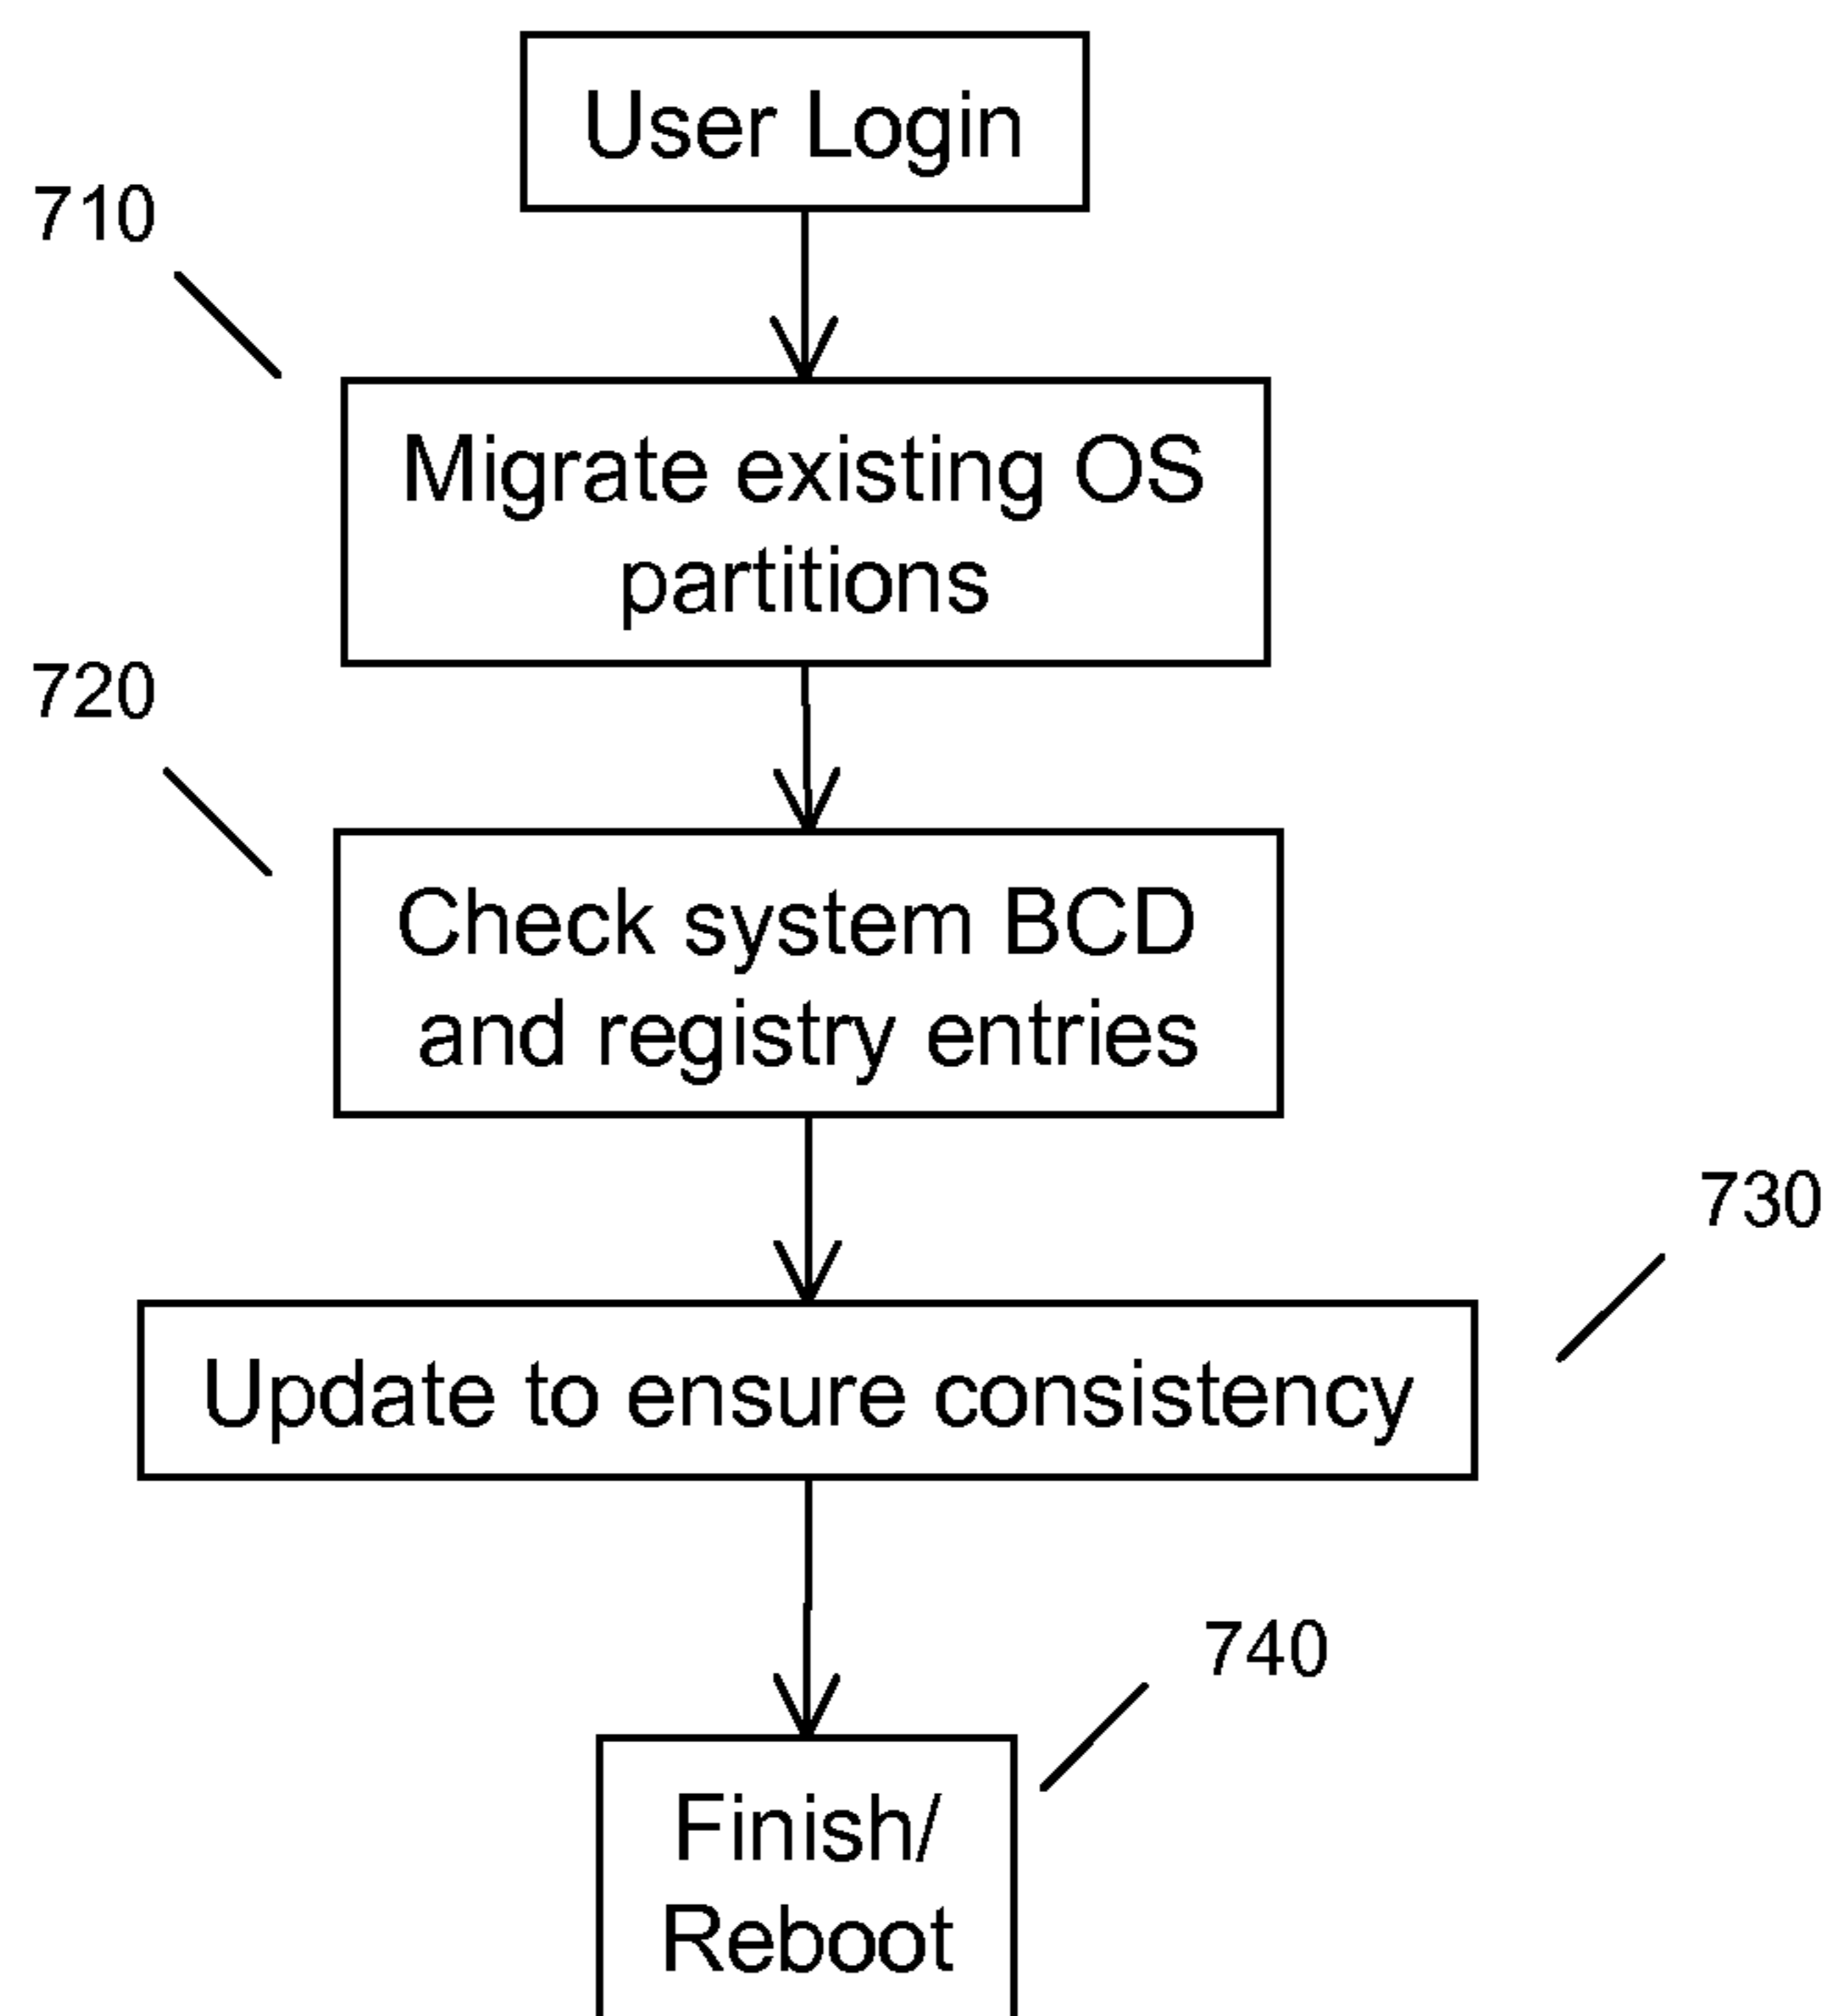 User Login
710
Migrate existing OS
partitions
720
Check system BCD
and registry entries
730
Update to ensure consistency
740
Finish/
Reboot